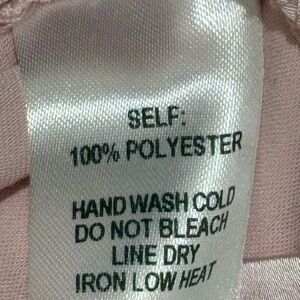 SELF:
100% POLYESTER
HAND WASH COLD
DO NOT BLEACH
LINE DRY
IRON LOW HEAT